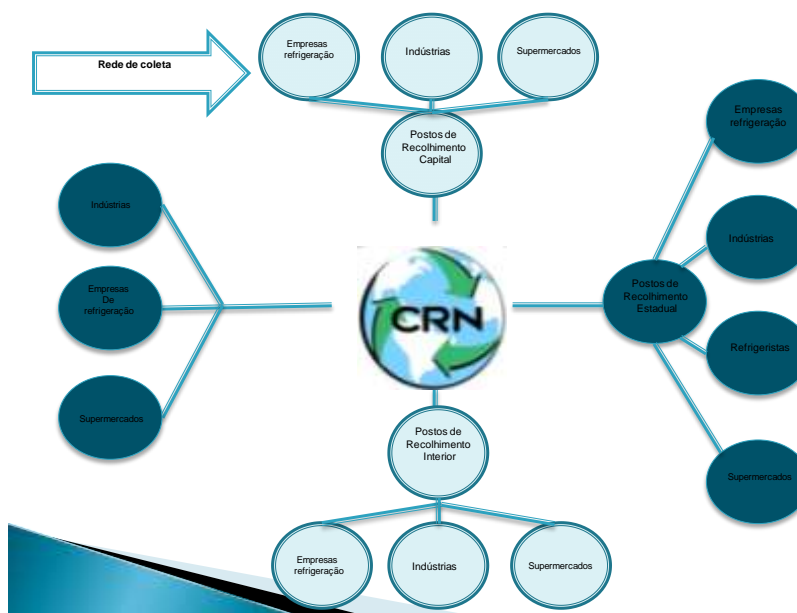 Rede de coleta
Empresas
refrigeração
Indústrias
Supermercados
Postos de
Recolhimento
Capital
Indústrias
Empresas
De
refrigeração
Supermercados
CRN
Empresas
refrigeração
Indústrias
Postos de
Recolhimento
Estadual
Refrigeristas
Supermercados
Postos de
Recolhimento
Interior
Empresas
refrigeração
Indústrias
Supermercados